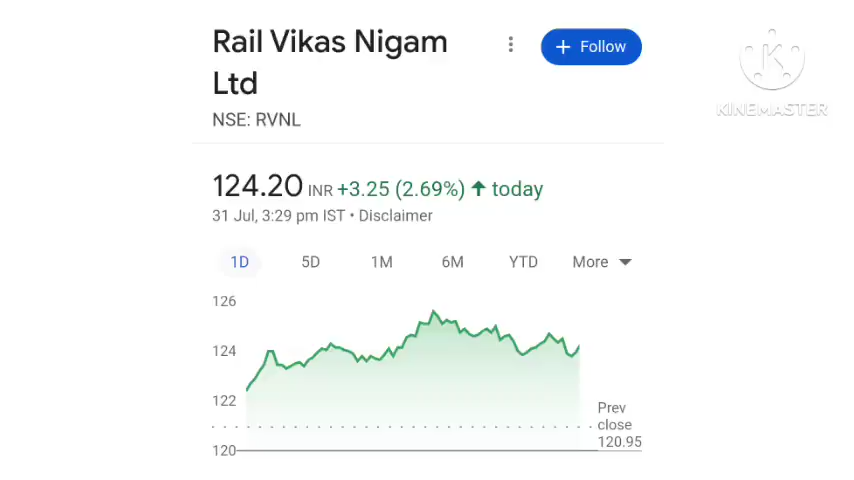 Rail Vikas Nigam
Ltd
+ Follow
NSE: RVNL
K
KINEMASTER
124.20 INR +3.25 (2.69%) ↑ today
31 Jul, 3:29 pm IST • Disclaimer
1D 5D 1M 6M YTD More
126
124
122
120
Prev
close
120.95